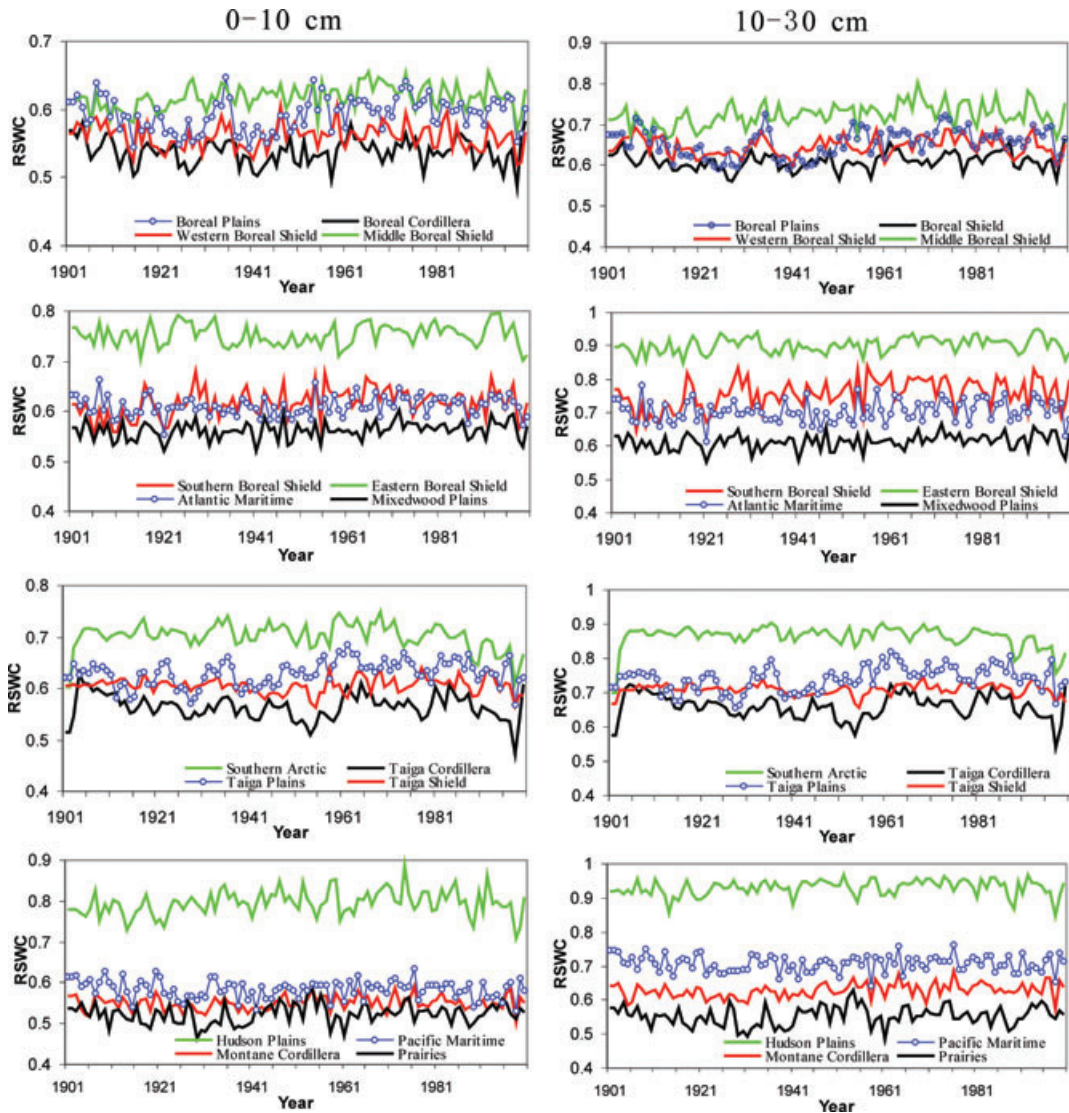 0-10 cm
10-30 cm
0.7
0.6
0.5
0.4
RSWC
Boreal Plains
Boreal Cordillera
Western Boreal Shield
Middle Boreal Shield
1901 1921 1941 1961 1981
Year
0.9
0.8
0.7
0.6
0.5
0.4
RSWC
Boreal Plains
Boreal Shield
Western Boreal Shield
Middle Boreal Shield
1901 1921 1941 1961 1981
Year
0.8
0.7
0.6
0.5
0.4
RSWC
Southern Boreal Shield
Eastern Boreal Shield
Atlantic Maritime
Mixedwood Plains
1901 1921 1941 1961 1981
Year
1
0.9
0.8
0.7
0.6
0.5
0.4
RSWC
Southern Boreal Shield
Eastern Boreal Shield
Atlantic Maritime
Mixedwood Plains
1901 1921 1941 1961 1981
Year
0.8
0.7
0.6
0.5
0.4
RSWC
Southern Arctic
Taiga Cordillera
Taiga Plains
Taiga Shield
1901 1921 1941 1961 1981
Year
1
0.9
0.8
0.7
0.6
0.5
0.4
RSWC
Southern Arctic
Taiga Cordillera
Taiga Plains
Taiga Shield
1901 1921 1941 1961 1981
Year
0.9
0.8
0.7
0.6
0.5
0.4
RSWC
Hudson Plains
Pacific Maritime
Montane Cordillera
Prairies
1901 1921 1941 1961 1981
Year
1
0.9
0.8
0.7
0.6
0.5
0.4
RSWC
Hudson Plains
Pacific Maritime
Montane Cordillera
Prairies
1901 1921 1941 1961 1981
Year